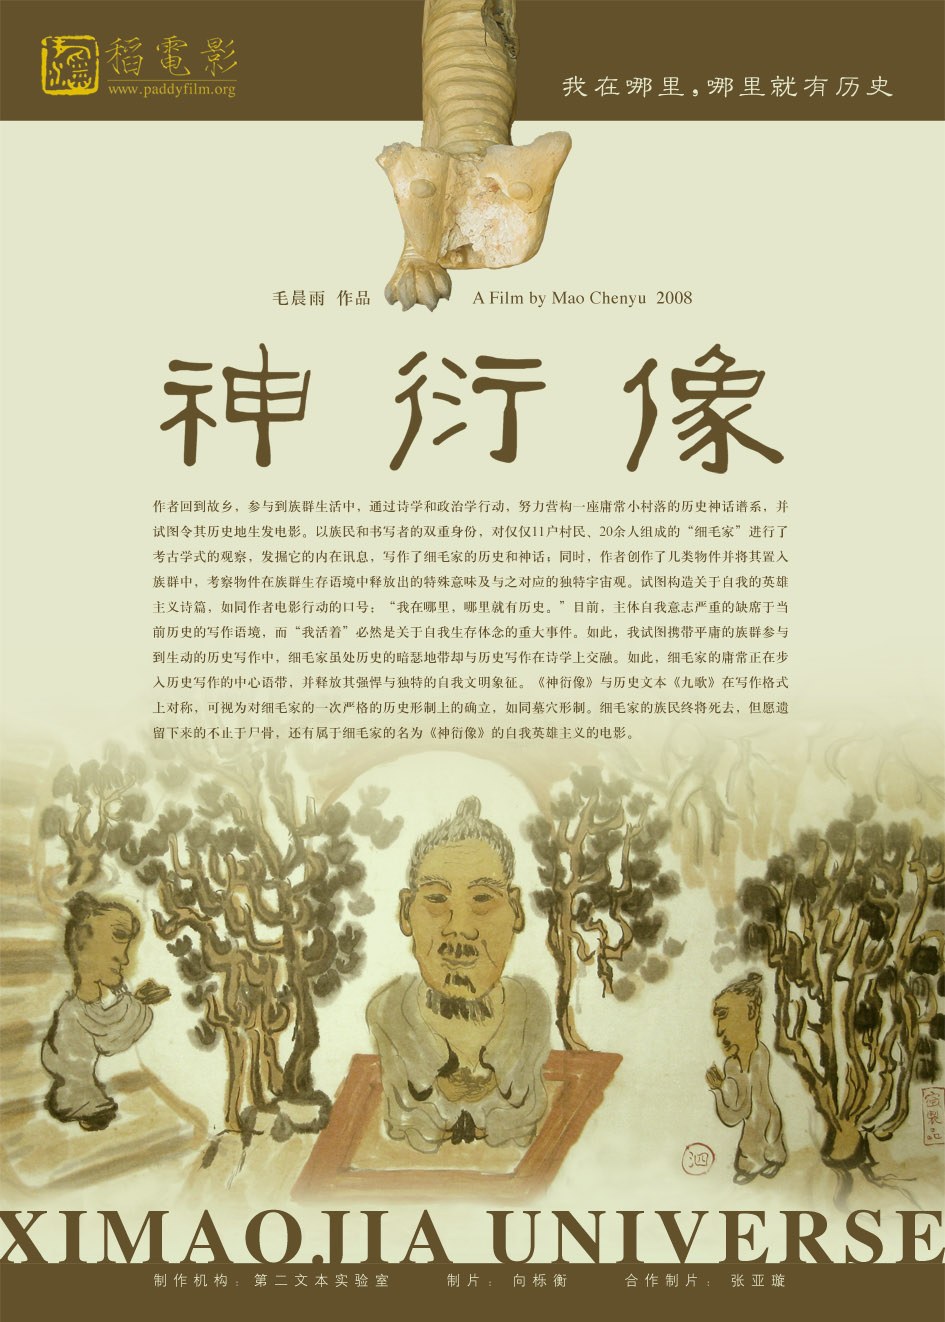 稻電影
www.paddyfilm.org
我在哪里,哪里就有历史
毛晨雨 作品
A Film by Mao Chenyu 2008
神衍像
作者回到故乡，参与到族群生活中，通过诗学和政治学行动，努力营构一座庸常小村落的历史神话谱系，并
试图令其历史地生发电影。以族民和书写者的双重身份，对仅仅11户村民、20余人组成的“细毛家”进行了
考古学式的观察，发掘它的内在讯息，写作了细毛家的历史和神话；同时，作者创作了几类物件并将其置入
族群中，考察物件在族群生存语境中释放出的特殊意味及与之对应的独特宇宙观。试图构造关于自我的英雄
主义诗篇，如同作者电影行动的口号：“我在哪里，哪里就有历史。”目前，主体自我意志严重的缺席于当
前历史的写作语境，而“我活着”必然是关于自我生存体念的重大事件。如此，我试图携带平庸的族群参与
到生动的历史写作中，细毛家虽处历史的暗瑟地带却与历史写作在诗学上交融。如此，细毛家的庸常正在步
入历史写作的中心语带，并释放其强悍与独特的自我文明象征。《神衍像》与历史文本《九歌》在写作格式
上对称，可视为对细毛家的一次严格的历史形制上的确立，如同墓穴形制。细毛家的族民终将死去，但愿遗
留下来的不止于尸骨，还有属于细毛家的名为《神衍像》的自我英雄主义的电影。
泗
XIMAOJIA UNIVERSE
制作机构：第二文本实验室 制片：向栎衡 合作制片：张亚璇